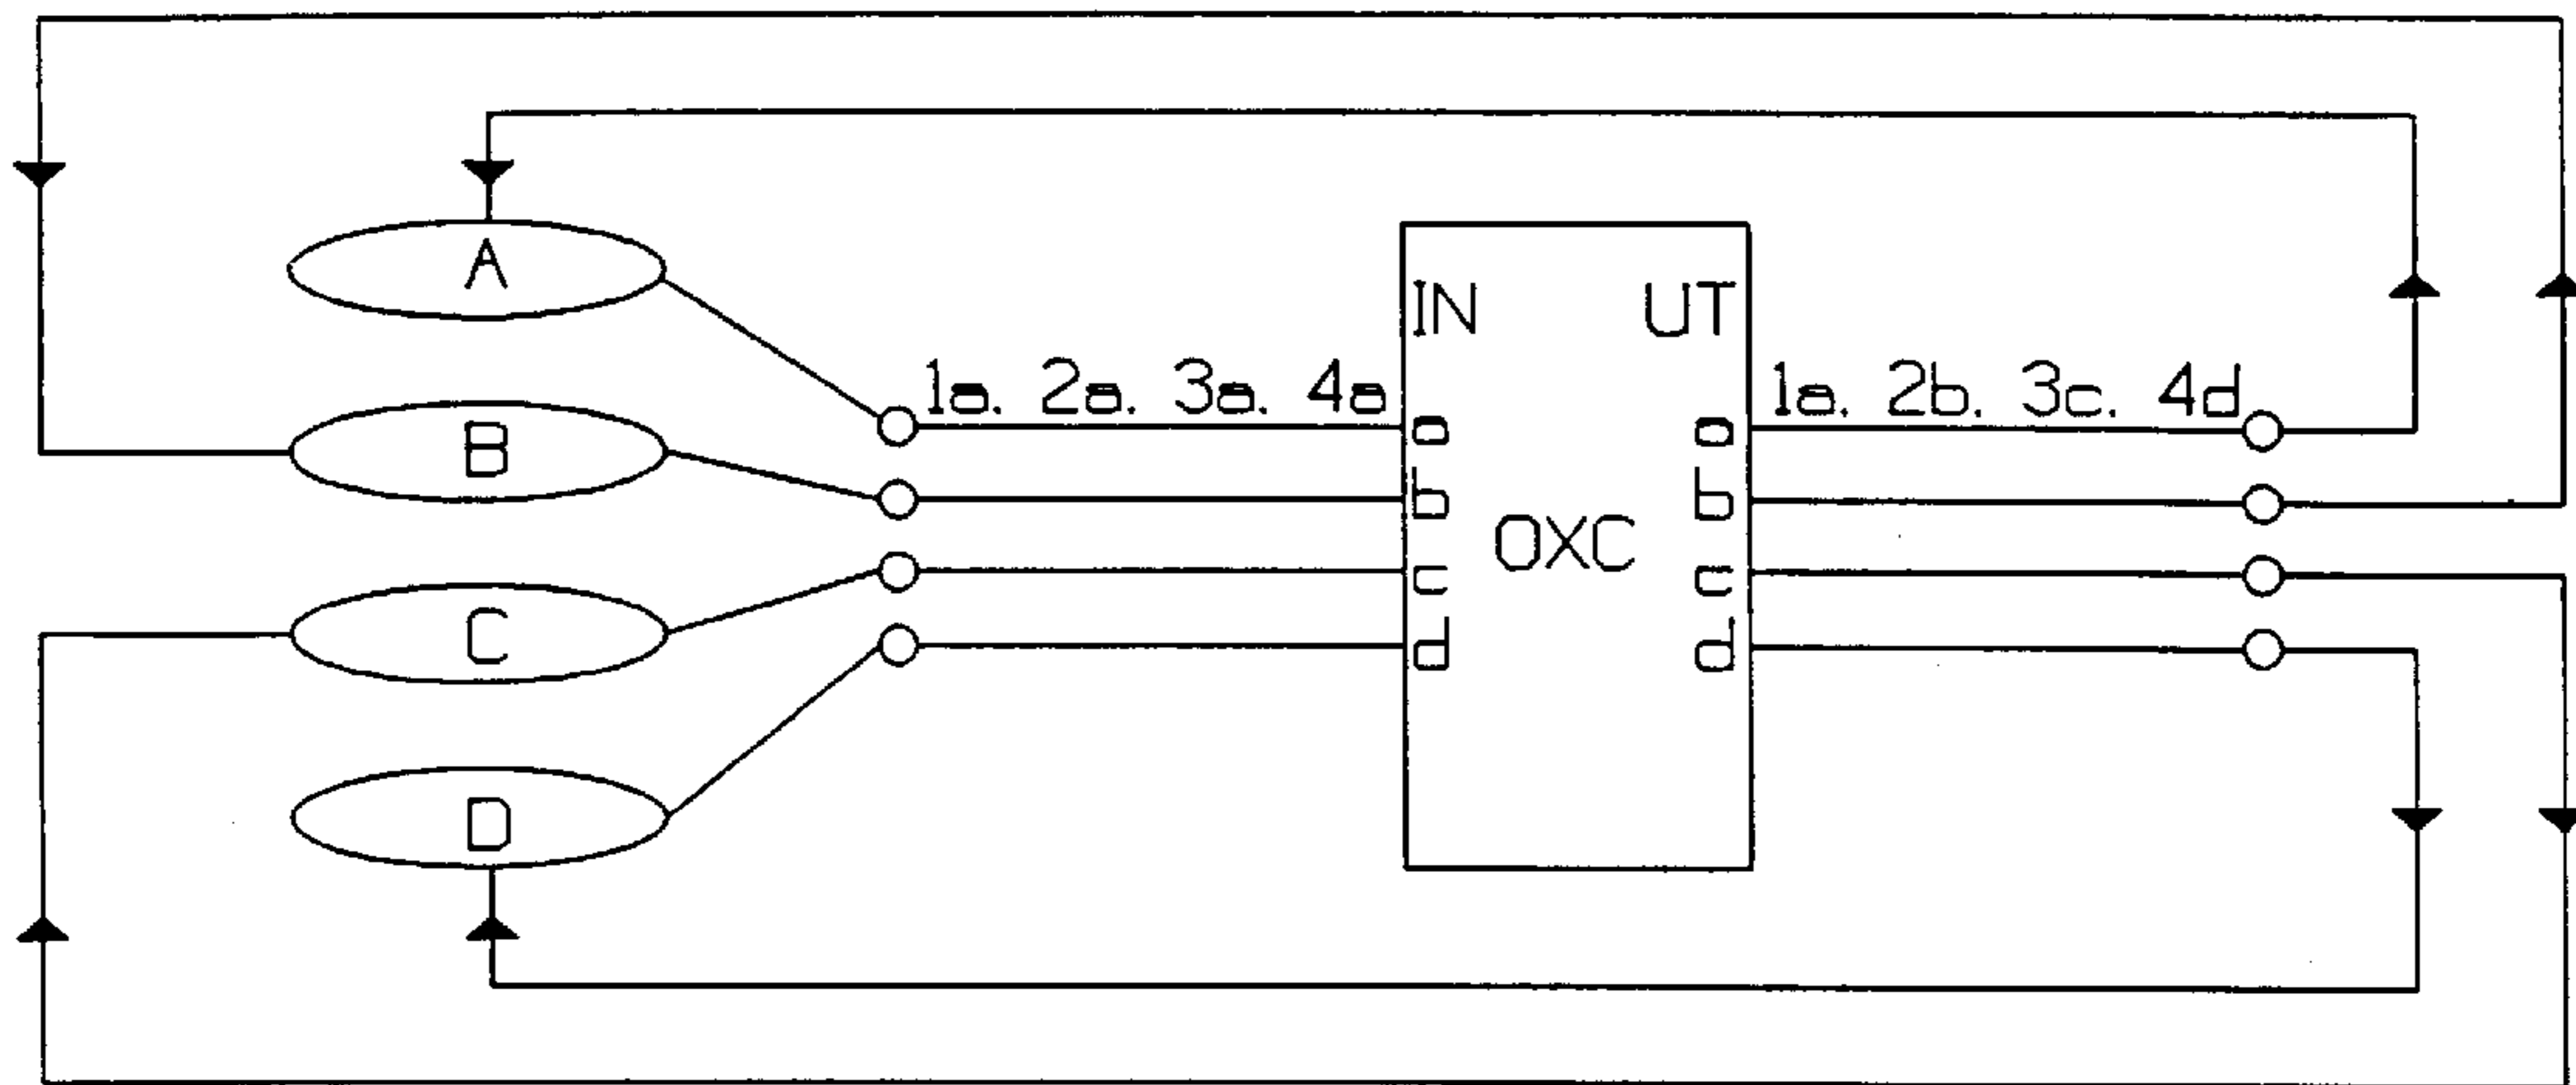 A
IN UT
1a. 2a. 3a. 4a
1a. 2b. 3c. 4d
a a
B
b b
OXC
c c
C
d d
D